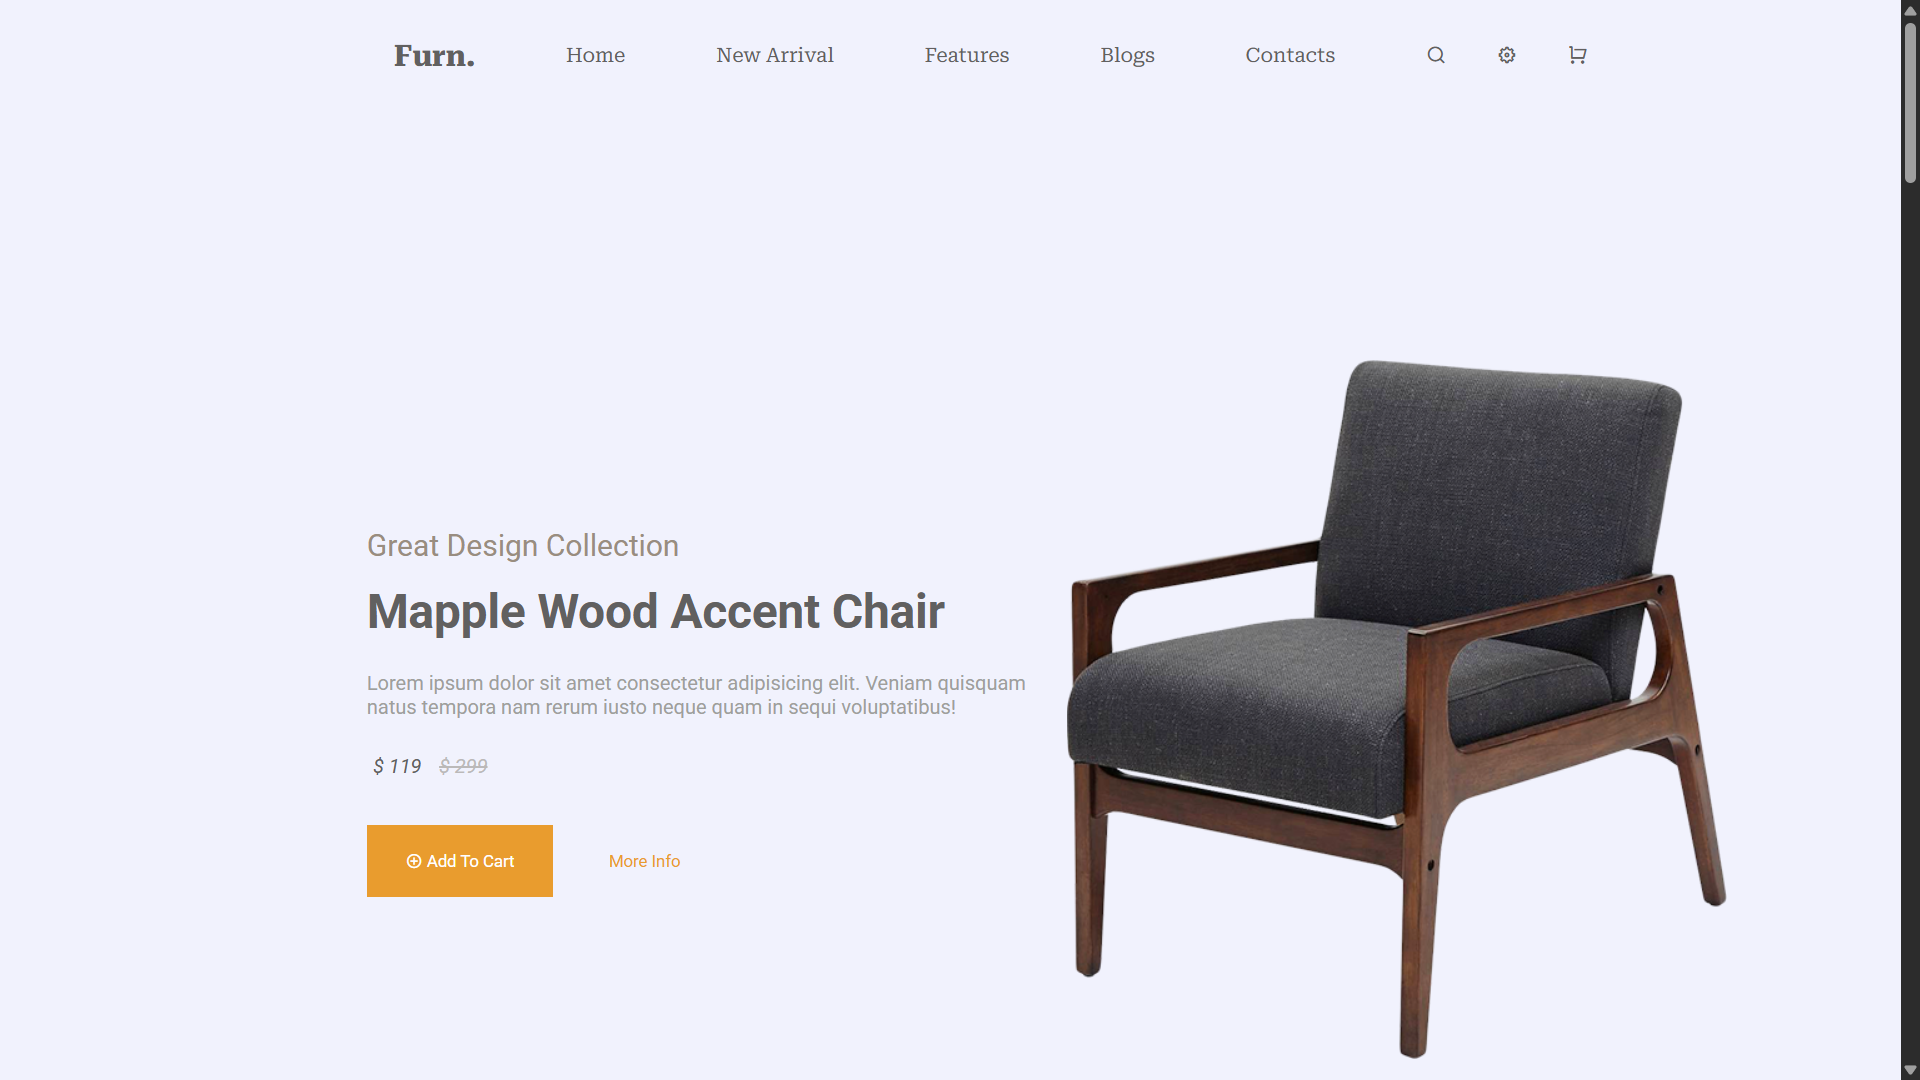 Furn.
Home
New Arrival
Features
Blogs
Contacts
Great Design Collection
Mapple Wood Accent Chair
Lorem ipsum dolor sit amet consectetur adipisicing elit. Veniam quisquam
natus tempora nam rerum iusto neque quam in sequi voluptatibus!
$ 119 $ 299
Add To Cart
More Info